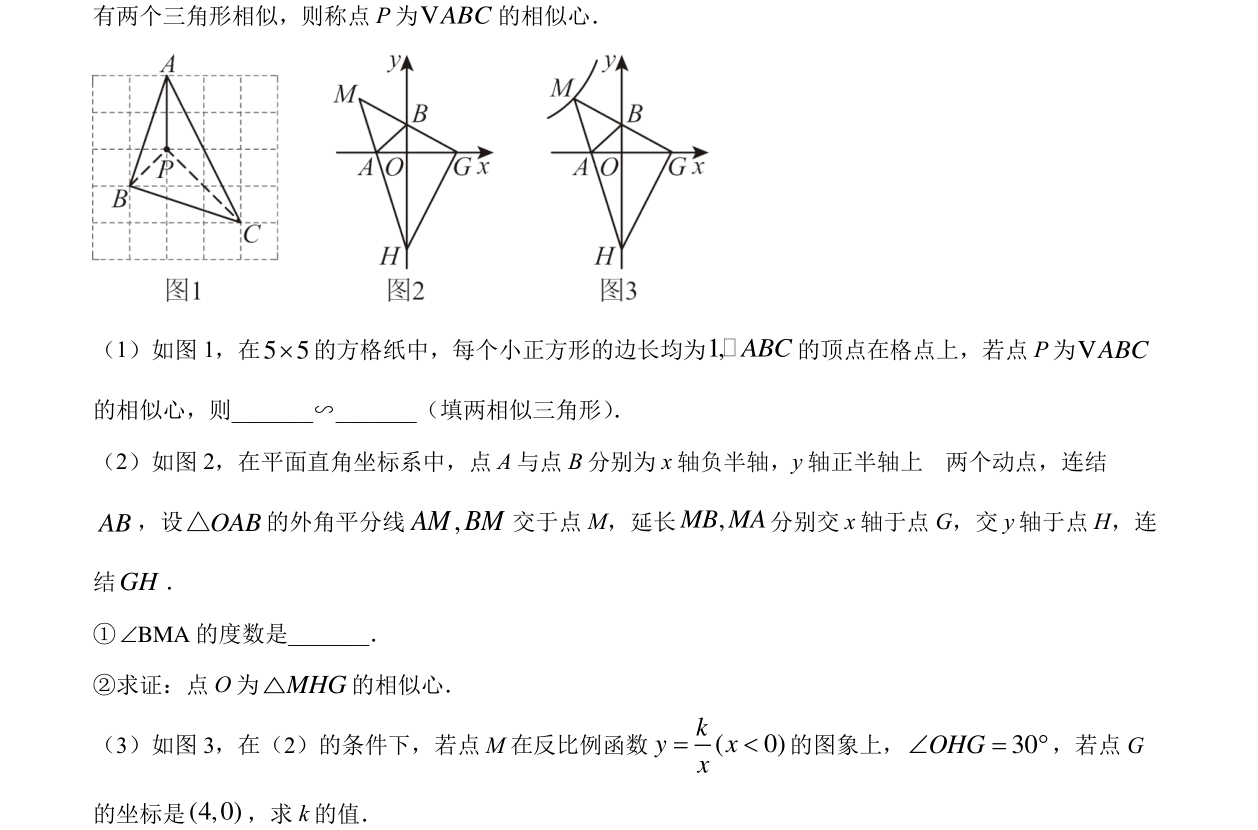 有两个三角形相似，则称点 P 为V ABC 的相似心．
A
P
B
C
图1
y
M
B
A
O
G
x
H
图2
y
M
B
A
O
G
x
H
图3
（1）如图 1，在5×5的方格纸中，每个小正方形的边长均为1,□ ABC 的顶点在格点上，若点 P 为V ABC
的相似心，则_______∽_______（填两相似三角形）．
（2）如图 2，在平面直角坐标系中，点 A 与点 B 分别为 x 轴负半轴，y 轴正半轴上 两个动点，连结
AB，设△OAB 的外角平分线 AM , BM 交于点 M，延长 MB, MA 分别交 x 轴于点 G，交 y 轴于点 H，连
结 GH．
①∠BMA 的度数是_______．
②求证：点 O 为△MHG 的相似心．
（3）如图 3，在（2）的条件下，若点 M 在反比例函数 y = k/x (x < 0) 的图象上，∠OHG = 30°，若点 G
的坐标是(4,0)，求 k 的值．